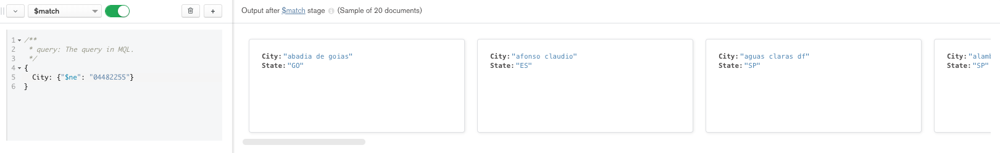 $match
Output after $match stage (Sample of 20 documents)
1 /**
2 * query: The query in MQL.
3 */
4 {
5 City: {"$ne": "04482255"}
6 }
City: "abadia de goias"
State: "GO"
City: "afonso claudio"
State: "ES"
City: "aguas claras df"
State: "SP"
City:
State: "SP"